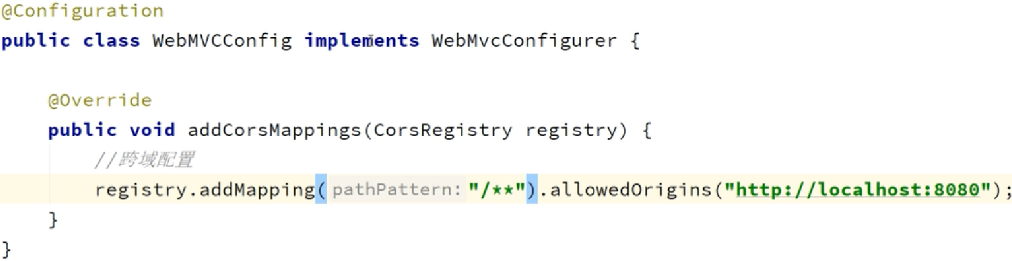 @Configuration
public class WebMVCConfig implements WebMvcConfigurer {
@Override
public void addCorsMappings(CorsRegistry registry) {
//跨域配置
registry.addMapping( pathPattern: "/**").allowedOrigins("http://localhost:8080");
}
}